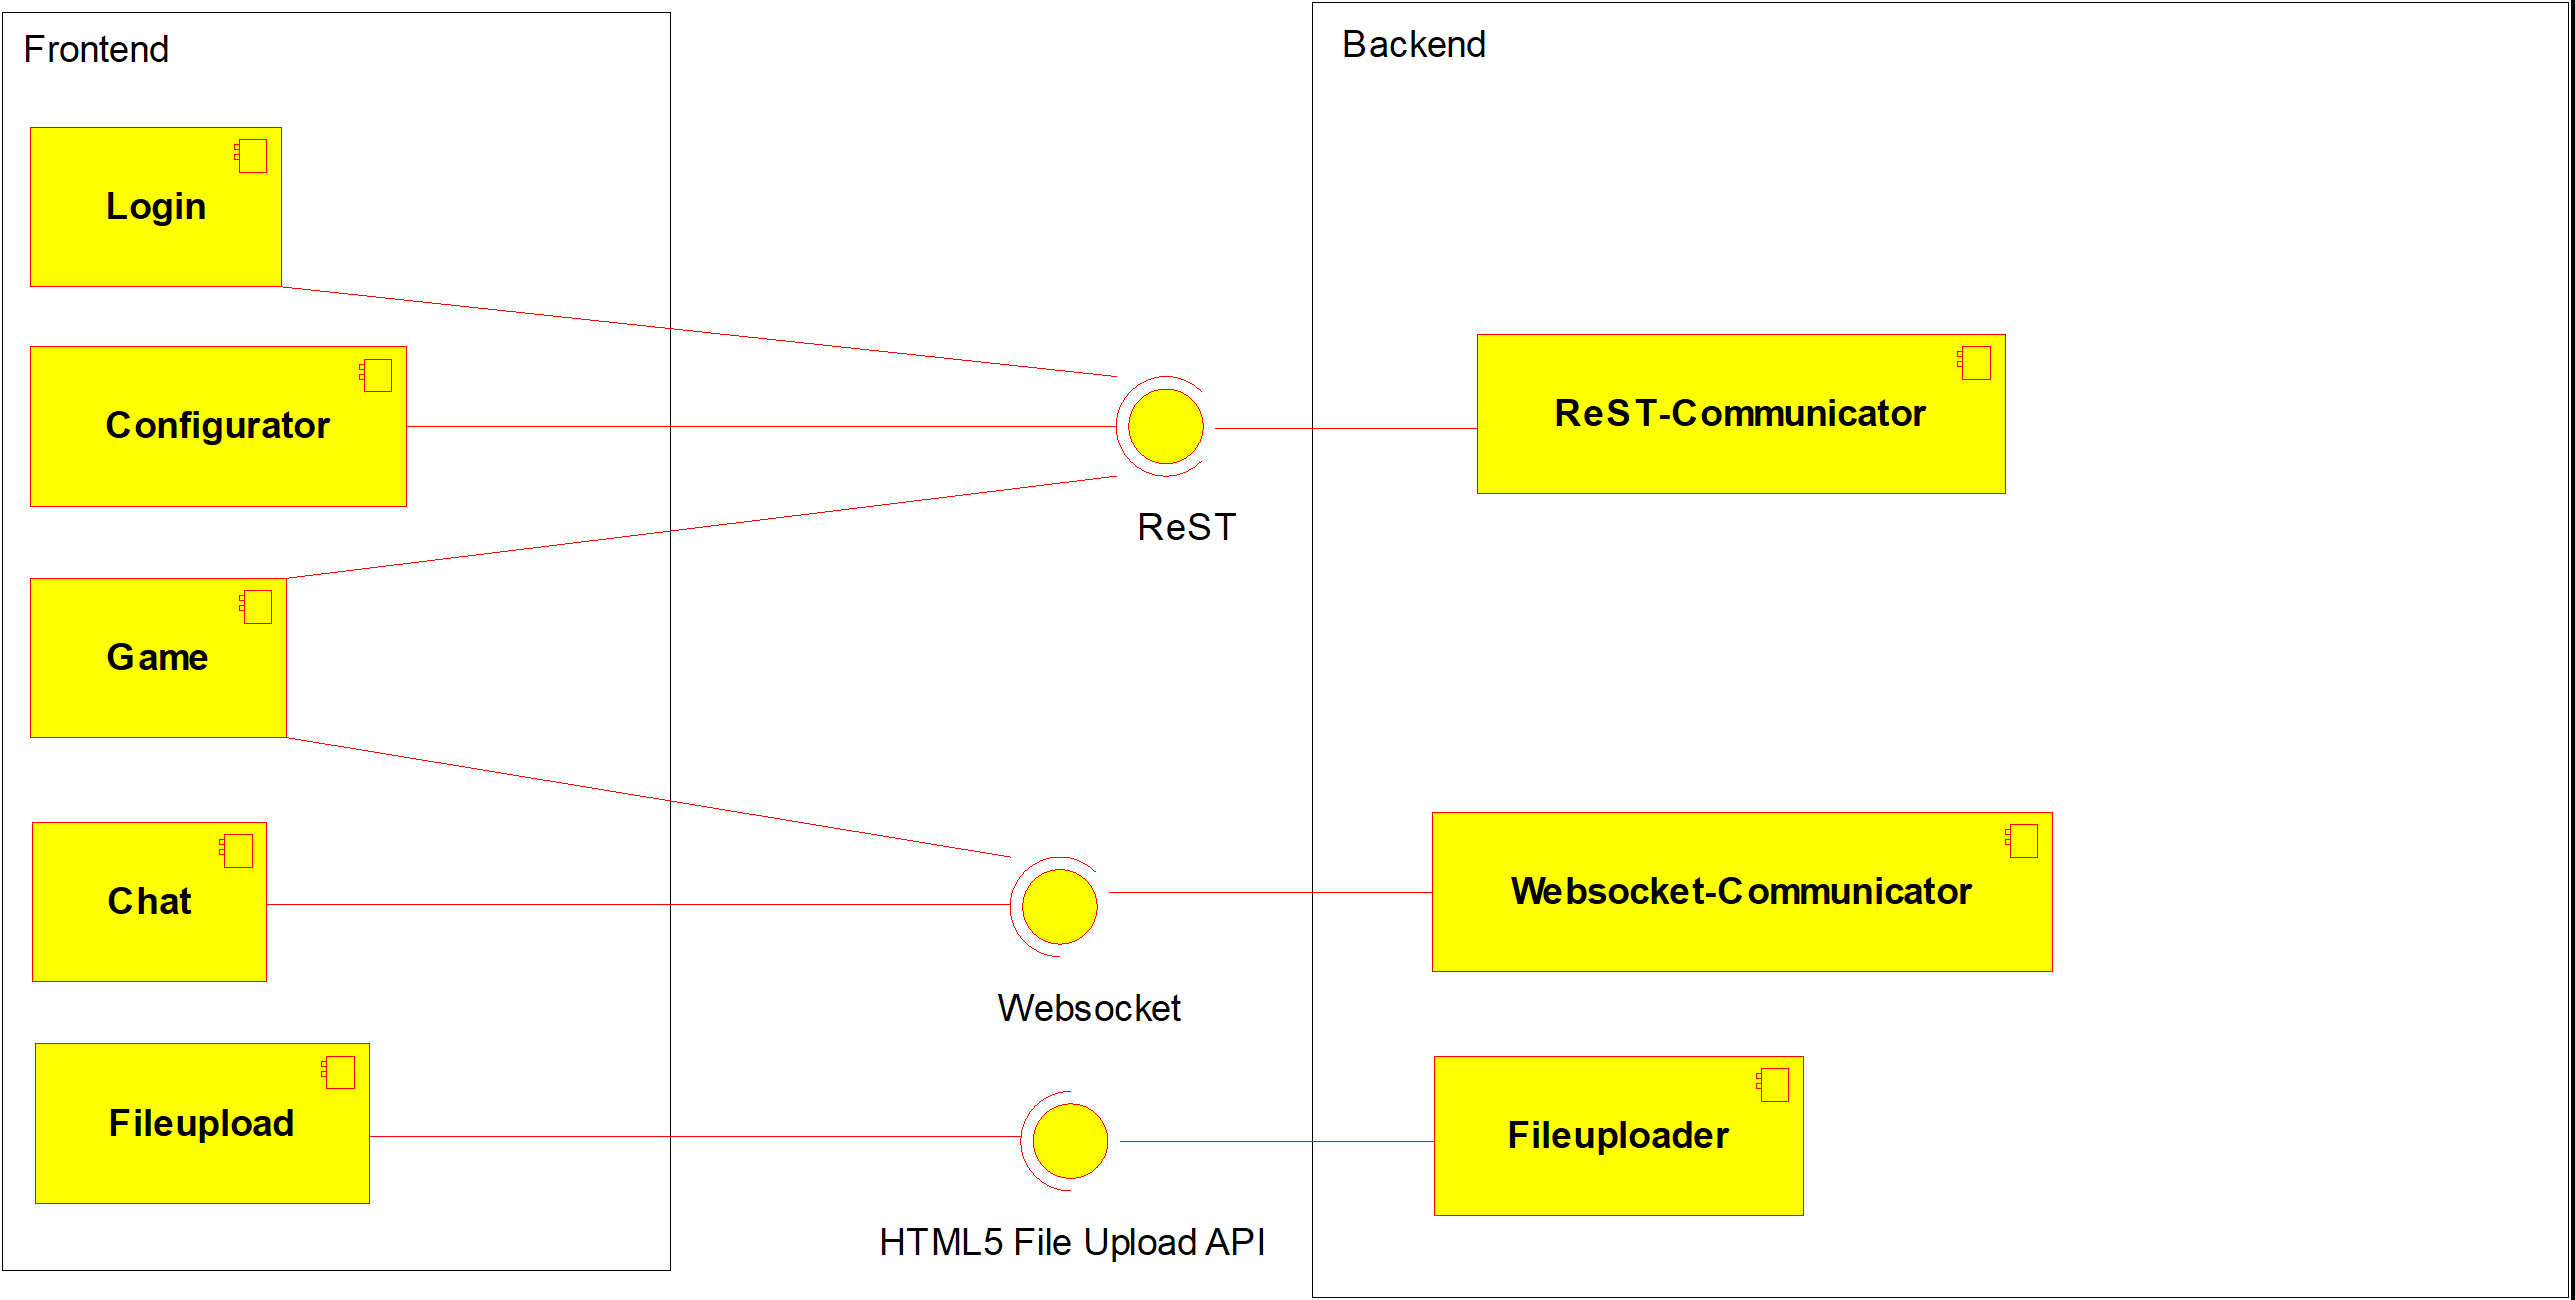 Frontend
Backend
Login
Configurator
ReST-Communicator
ReST
Game
Chat
Websocket-Communicator
Websocket
Fileupload
Fileuploader
HTML5 File Upload API